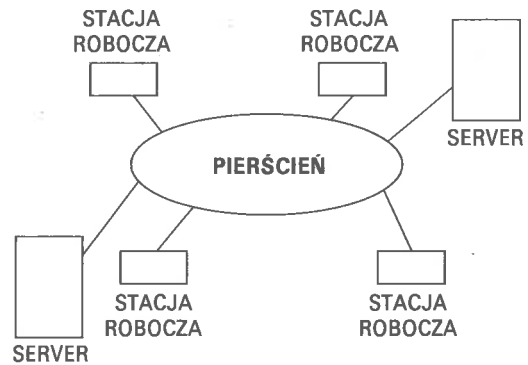 STACJA
ROBOCZA
STACJA
ROBOCZA
SERVER
PIERŚCIEŃ
STACJA
ROBOCZA
STACJA
ROBOCZA
SERVER